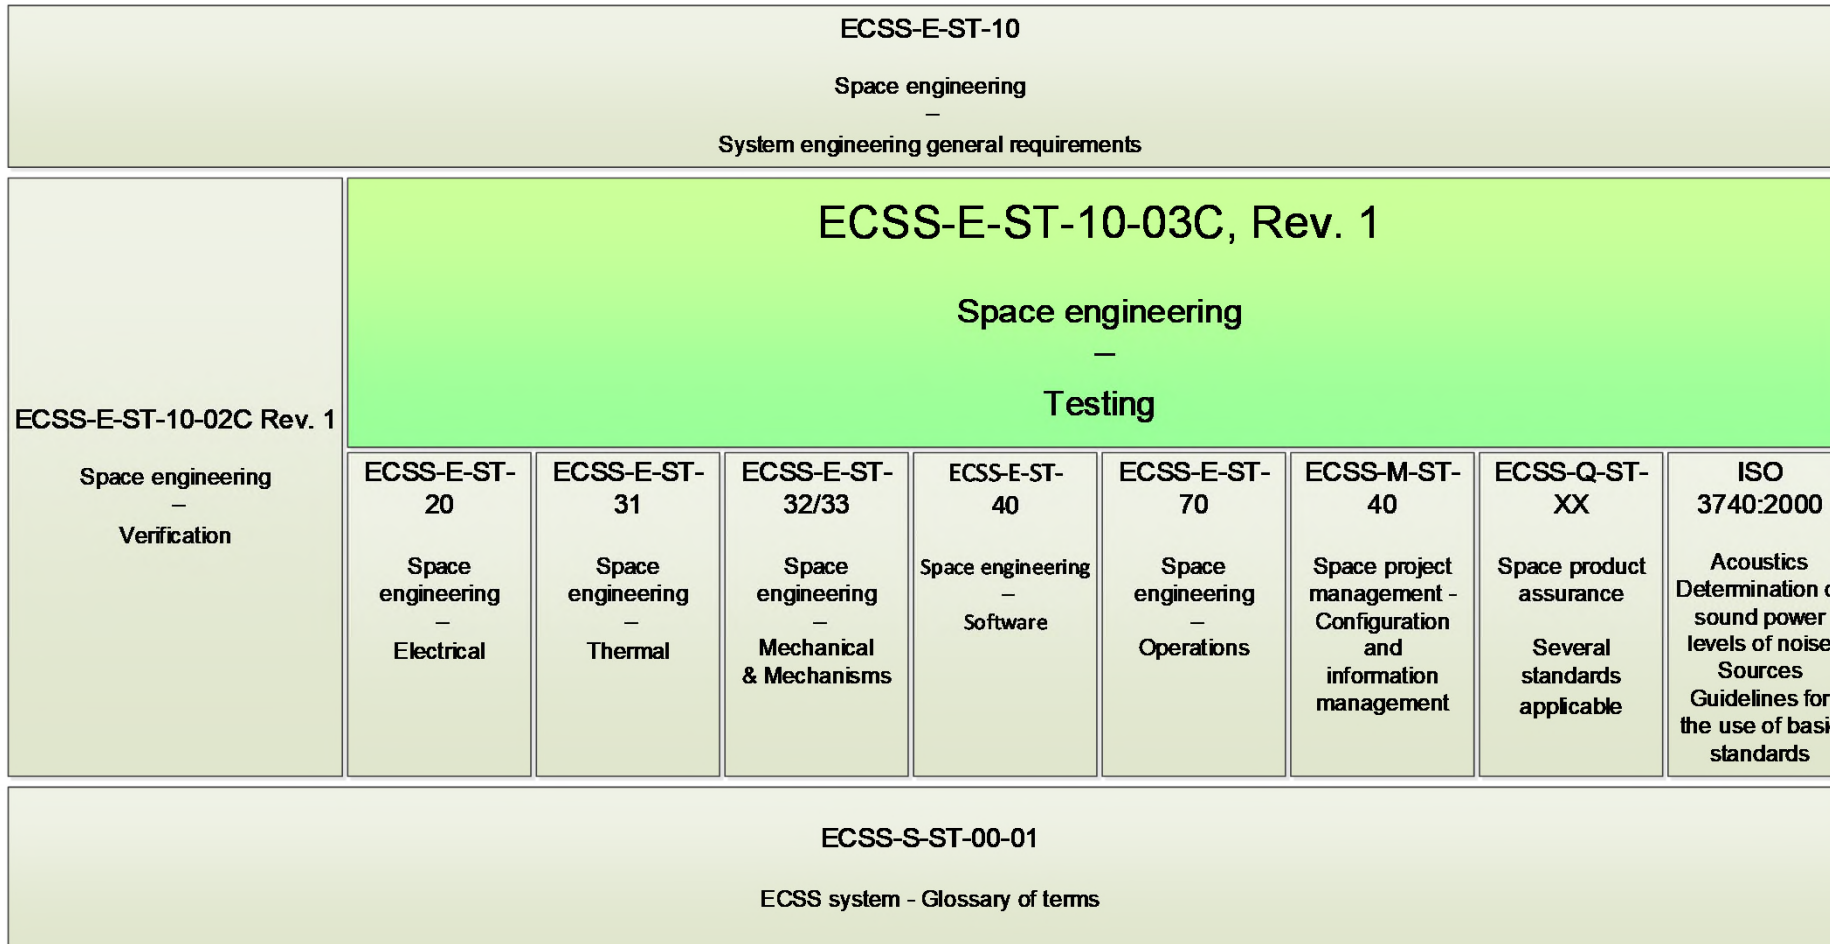 ECSS-E-ST-10
Space engineering
–
System engineering general requirements
ECSS-E-ST-10-02C Rev. 1
Space engineering
–
Verification
ECSS-E-ST-10-03C, Rev. 1
Space engineering
–
Testing
ECSS-E-ST-
20
Space
engineering
–
Electrical
ECSS-E-ST-
31
Space
engineering
–
Thermal
ECSS-E-ST-
32/33
Space
engineering
–
Mechanical
& Mechanisms
ECSS-E-ST-
40
Space engineering
–
Software
ECSS-E-ST-
70
Space
engineering
–
Operations
ECSS-M-ST-
40
Space project
management -
Configuration
and
information
management
ECSS-Q-ST-
XX
Space product
assurance
Several
standards
applicable
ISO
3740:2000
Acoustics
Determination
sound power
levels of noise
Sources
Guidelines for
the use of
standards
ECSS-S-ST-00-01
ECSS system - Glossary of terms